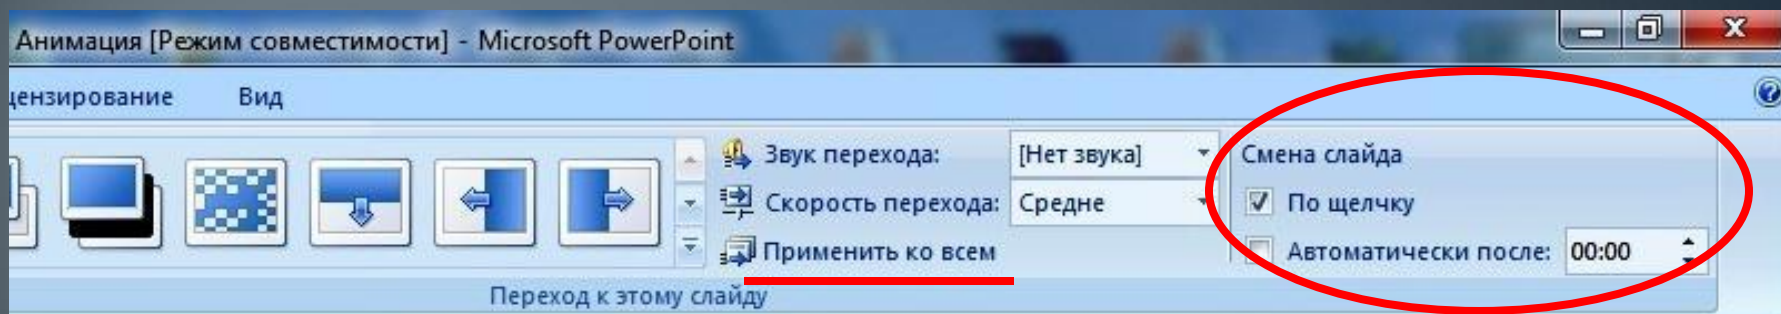 Анимация [Режим совместимости] - Microsoft PowerPoint
Вид
Звук перехода: [Нет звука]
Скорость перехода: Средне
Применить ко всем
Смена слайда
По щелчку
Автоматически после: 00:00
Переход к этому слайду